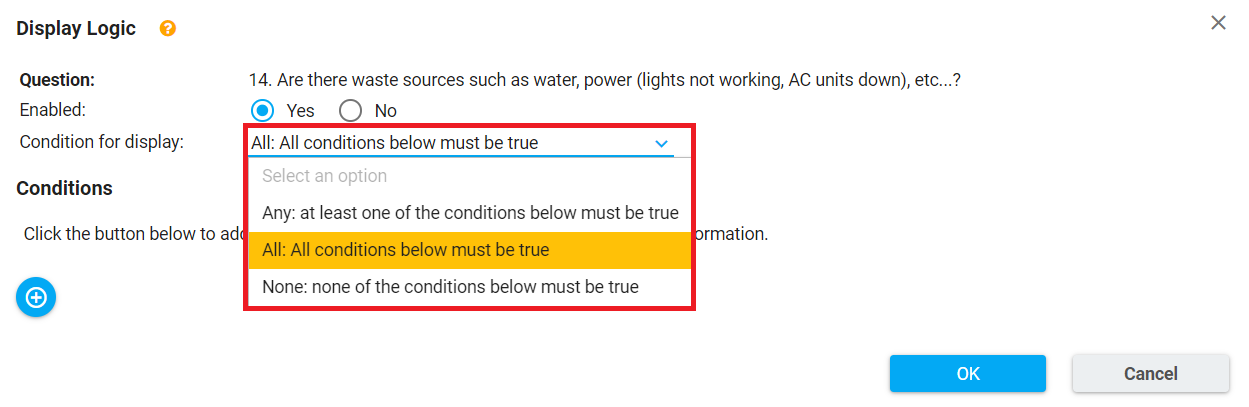 Display Logic ?
Question: 14. Are there waste sources such as water, power (lights not working, AC units down), etc...?
Enabled: Yes No
Condition for display: All: All conditions below must be true
Select an option
Conditions
Any: at least one of the conditions below must be true
Click the button below to add ormation.
All: All conditions below must be true
None: none of the conditions below must be true
OK Cancel